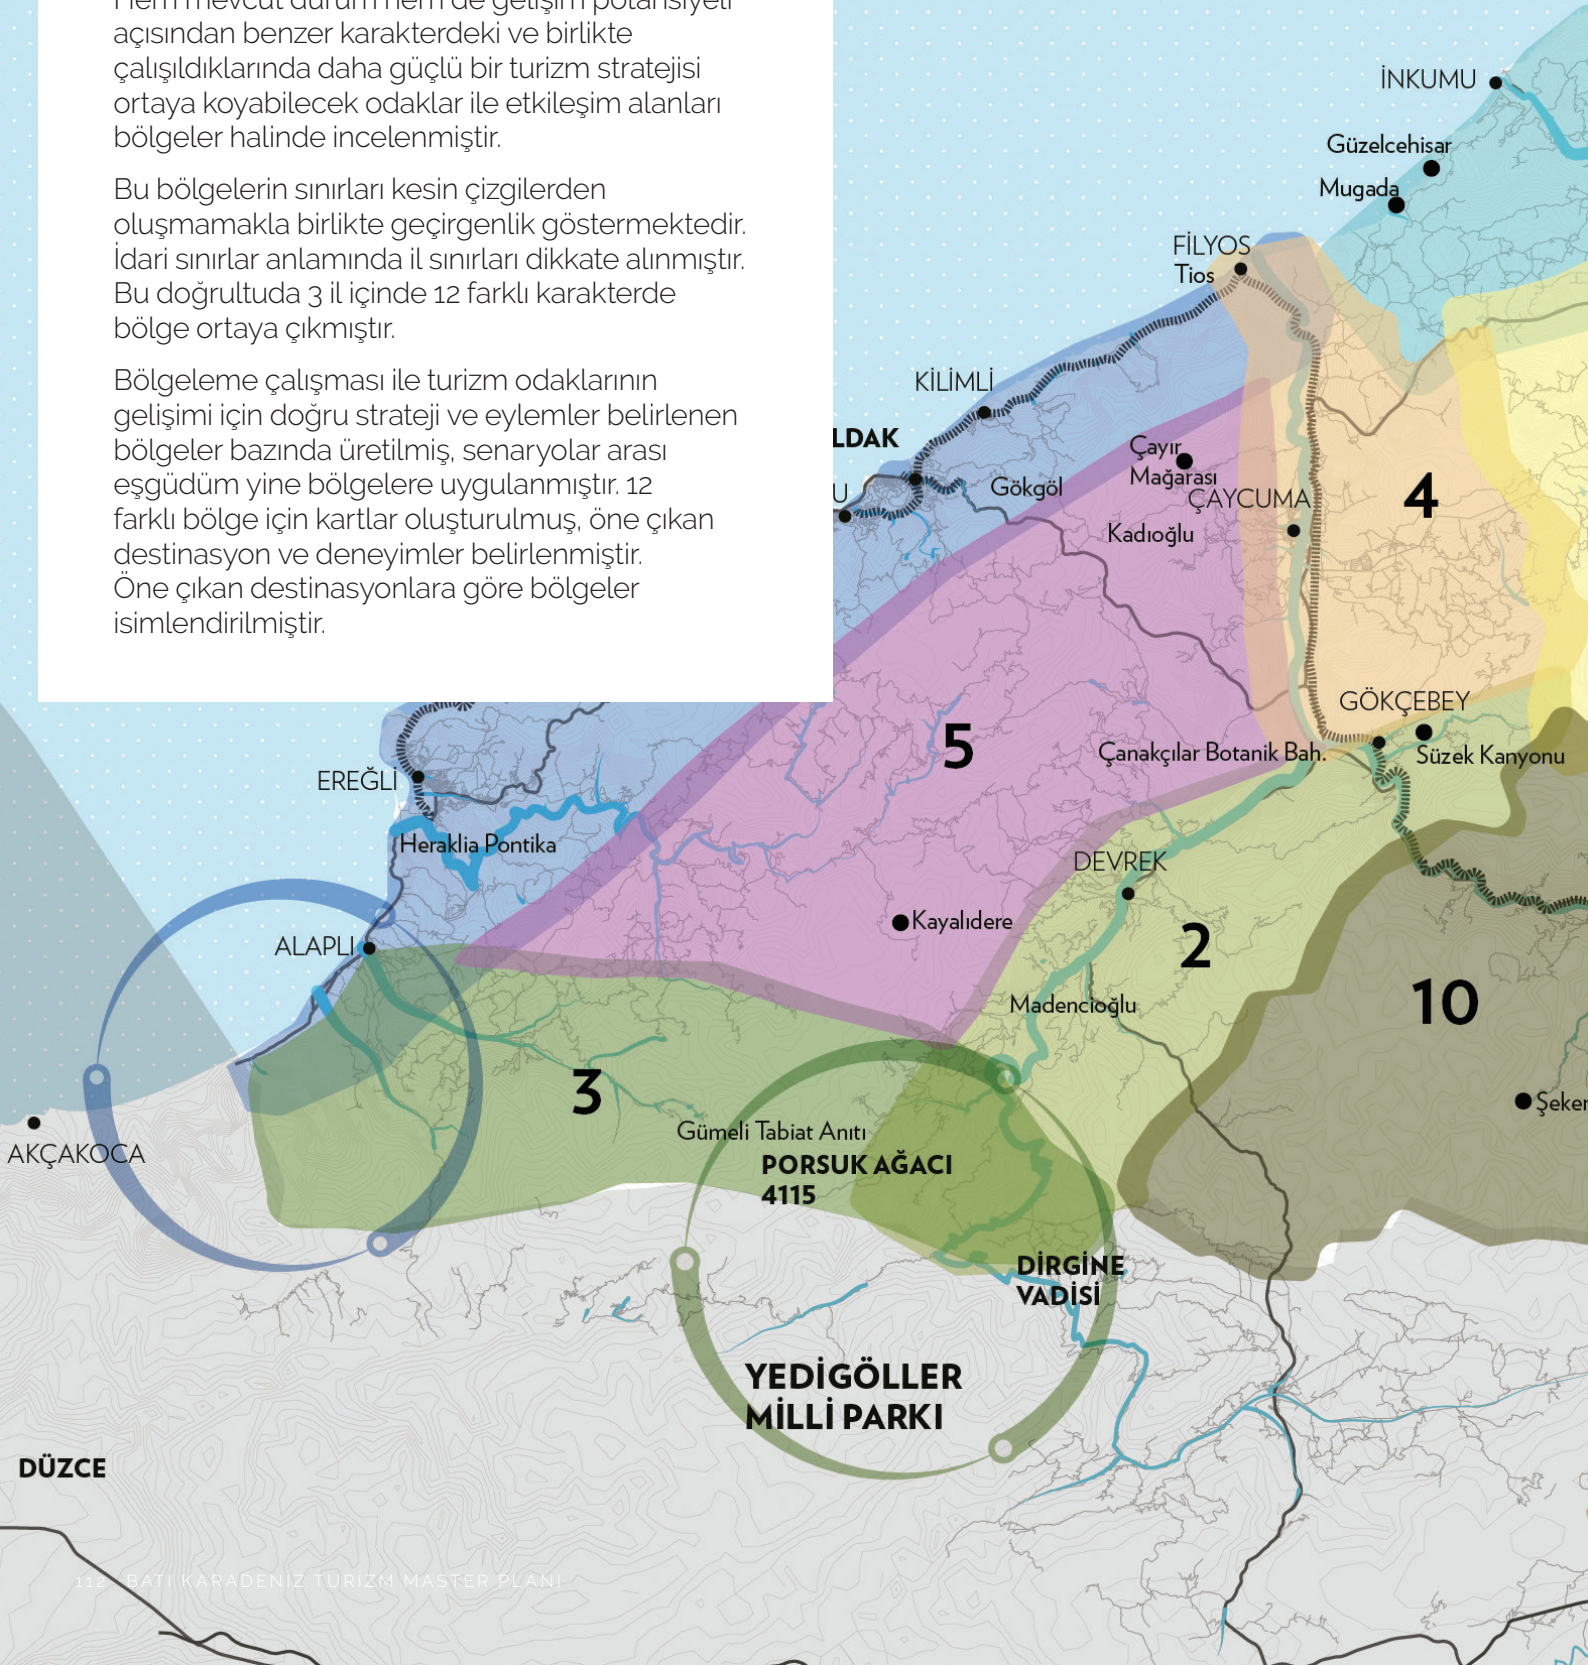 Hem mevcut durum hem de gelişim potansiyeli
açısından benzer karakterdeki ve birlikte
çalışıldıklarında daha güçlü bir turizm stratejisi
ortaya koyabilecek odaklar ile etkileşim alanları
bölgeler halinde incelenmiştir.
Bu bölgelerin sınırları kesin çizgilerden
oluşmamakla birlikte geçirgenlik göstermektedir.
İdari sınırlar anlamında il sınırları dikkate alınmıştır.
Bu doğrultuda 3 il içinde 12 farklı karakterde
bölge ortaya çıkmıştır.
Bölgeleme çalışması ile turizm odaklarının
gelişimi için doğru strateji ve eylemler belirlenen
bölgeler bazında üretilmiş, senaryolar arası
eşgüdüm yine bölgelere uygulanmıştır. 12
farklı bölge için kartlar oluşturulmuş, öne çıkan
destinasyon ve deneyimler belirlenmiştir.
Öne çıkan destinasyonlara göre bölgeler
isimlendirilmiştir.
İNKUMU
Güzelcehisar
Mugada
FİLYOS
Tios
KİLİMLİ
LDAK
U
Gökgöl
Çayır
Mağarası
ÇAYCUMA
Kadıoğlu
4
GÖKÇEBEY
Süzek Kanyonu
Çanakçılar Botanik Bah.
5
EREĞLİ
Heraklia Pontika
DEVREK
Kayalıdere
2
ALAPLI
Madencioğlu
10
3
Şeker
Gümeli Tabiat Anıtı
PORSUK AĞACI
4115
AKÇAKOCA
DİRGİNE
VADİSİ
YEDİGÖLLER
MİLLİ PARKI
DÜZCE
112 BATI KARADENİZ TURİZM MASTER PLANI